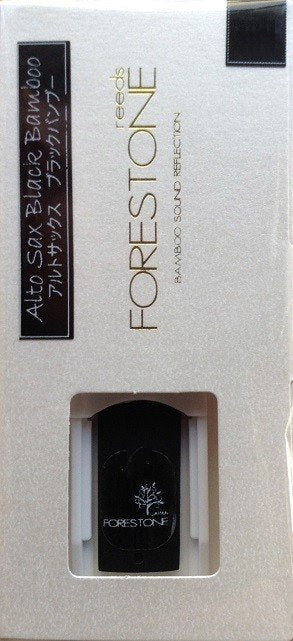 Alto Sax Black Bamboo
アルトサックス ブラックバンブー
reeds
FORESTONE
BAMBOO SOUND REFLECTION
FORESTONE